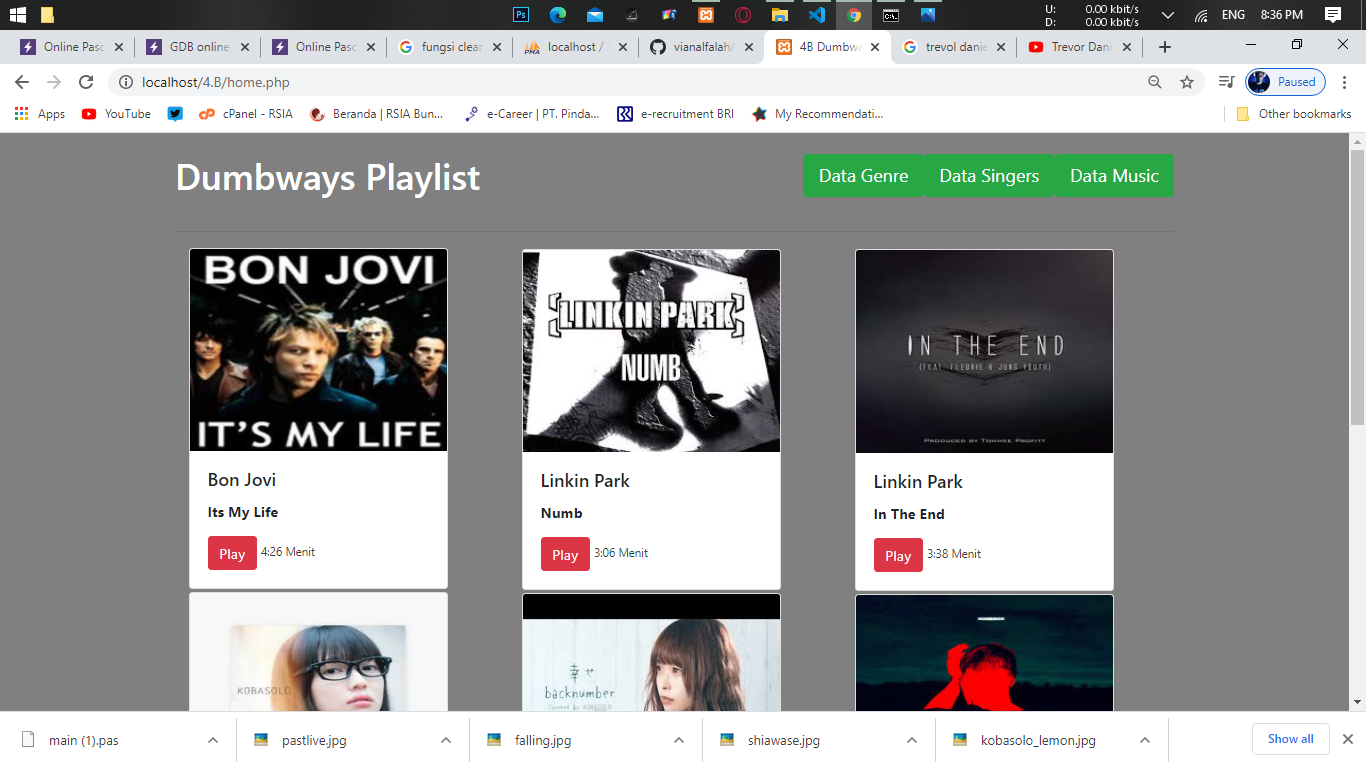 Ps
U: 0.00 kbit/s
D: 0.00 kbit/s
ENG 8:36 PM
Online Pasc
GDB online
Online Pasc
fungsi clean
localhost /
vianalfalah/
4B Dumbwa
trevol danie
Trevor Dani
localhost/4.B/home.php
Paused
Apps YouTube cPanel - RSIA Beranda | RSIA Bun... e-Career | PT. Pinda... e-recruitment BRI My Recommendati... Other bookmarks
Dumbways Playlist
Data Genre Data Singers Data Music
BON JOVI
IT'S MY LIFE
Bon Jovi
Its My Life
Play 4:26 Menit
LINKIN PARK
NUMB
Linkin Park
Numb
Play 3:06 Menit
IN THE END
(FEAT. FLEURIE & JUNG YOUTH)
PRODUCED BY TOMMEE PROFITT
Linkin Park
In The End
Play 3:38 Menit
KOBASOLO
幸せ
backnumber
Covered by KOBASOLO
main (1).pas
pastlive.jpg
falling.jpg
shiawase.jpg
kobasolo_lemon.jpg
Show all